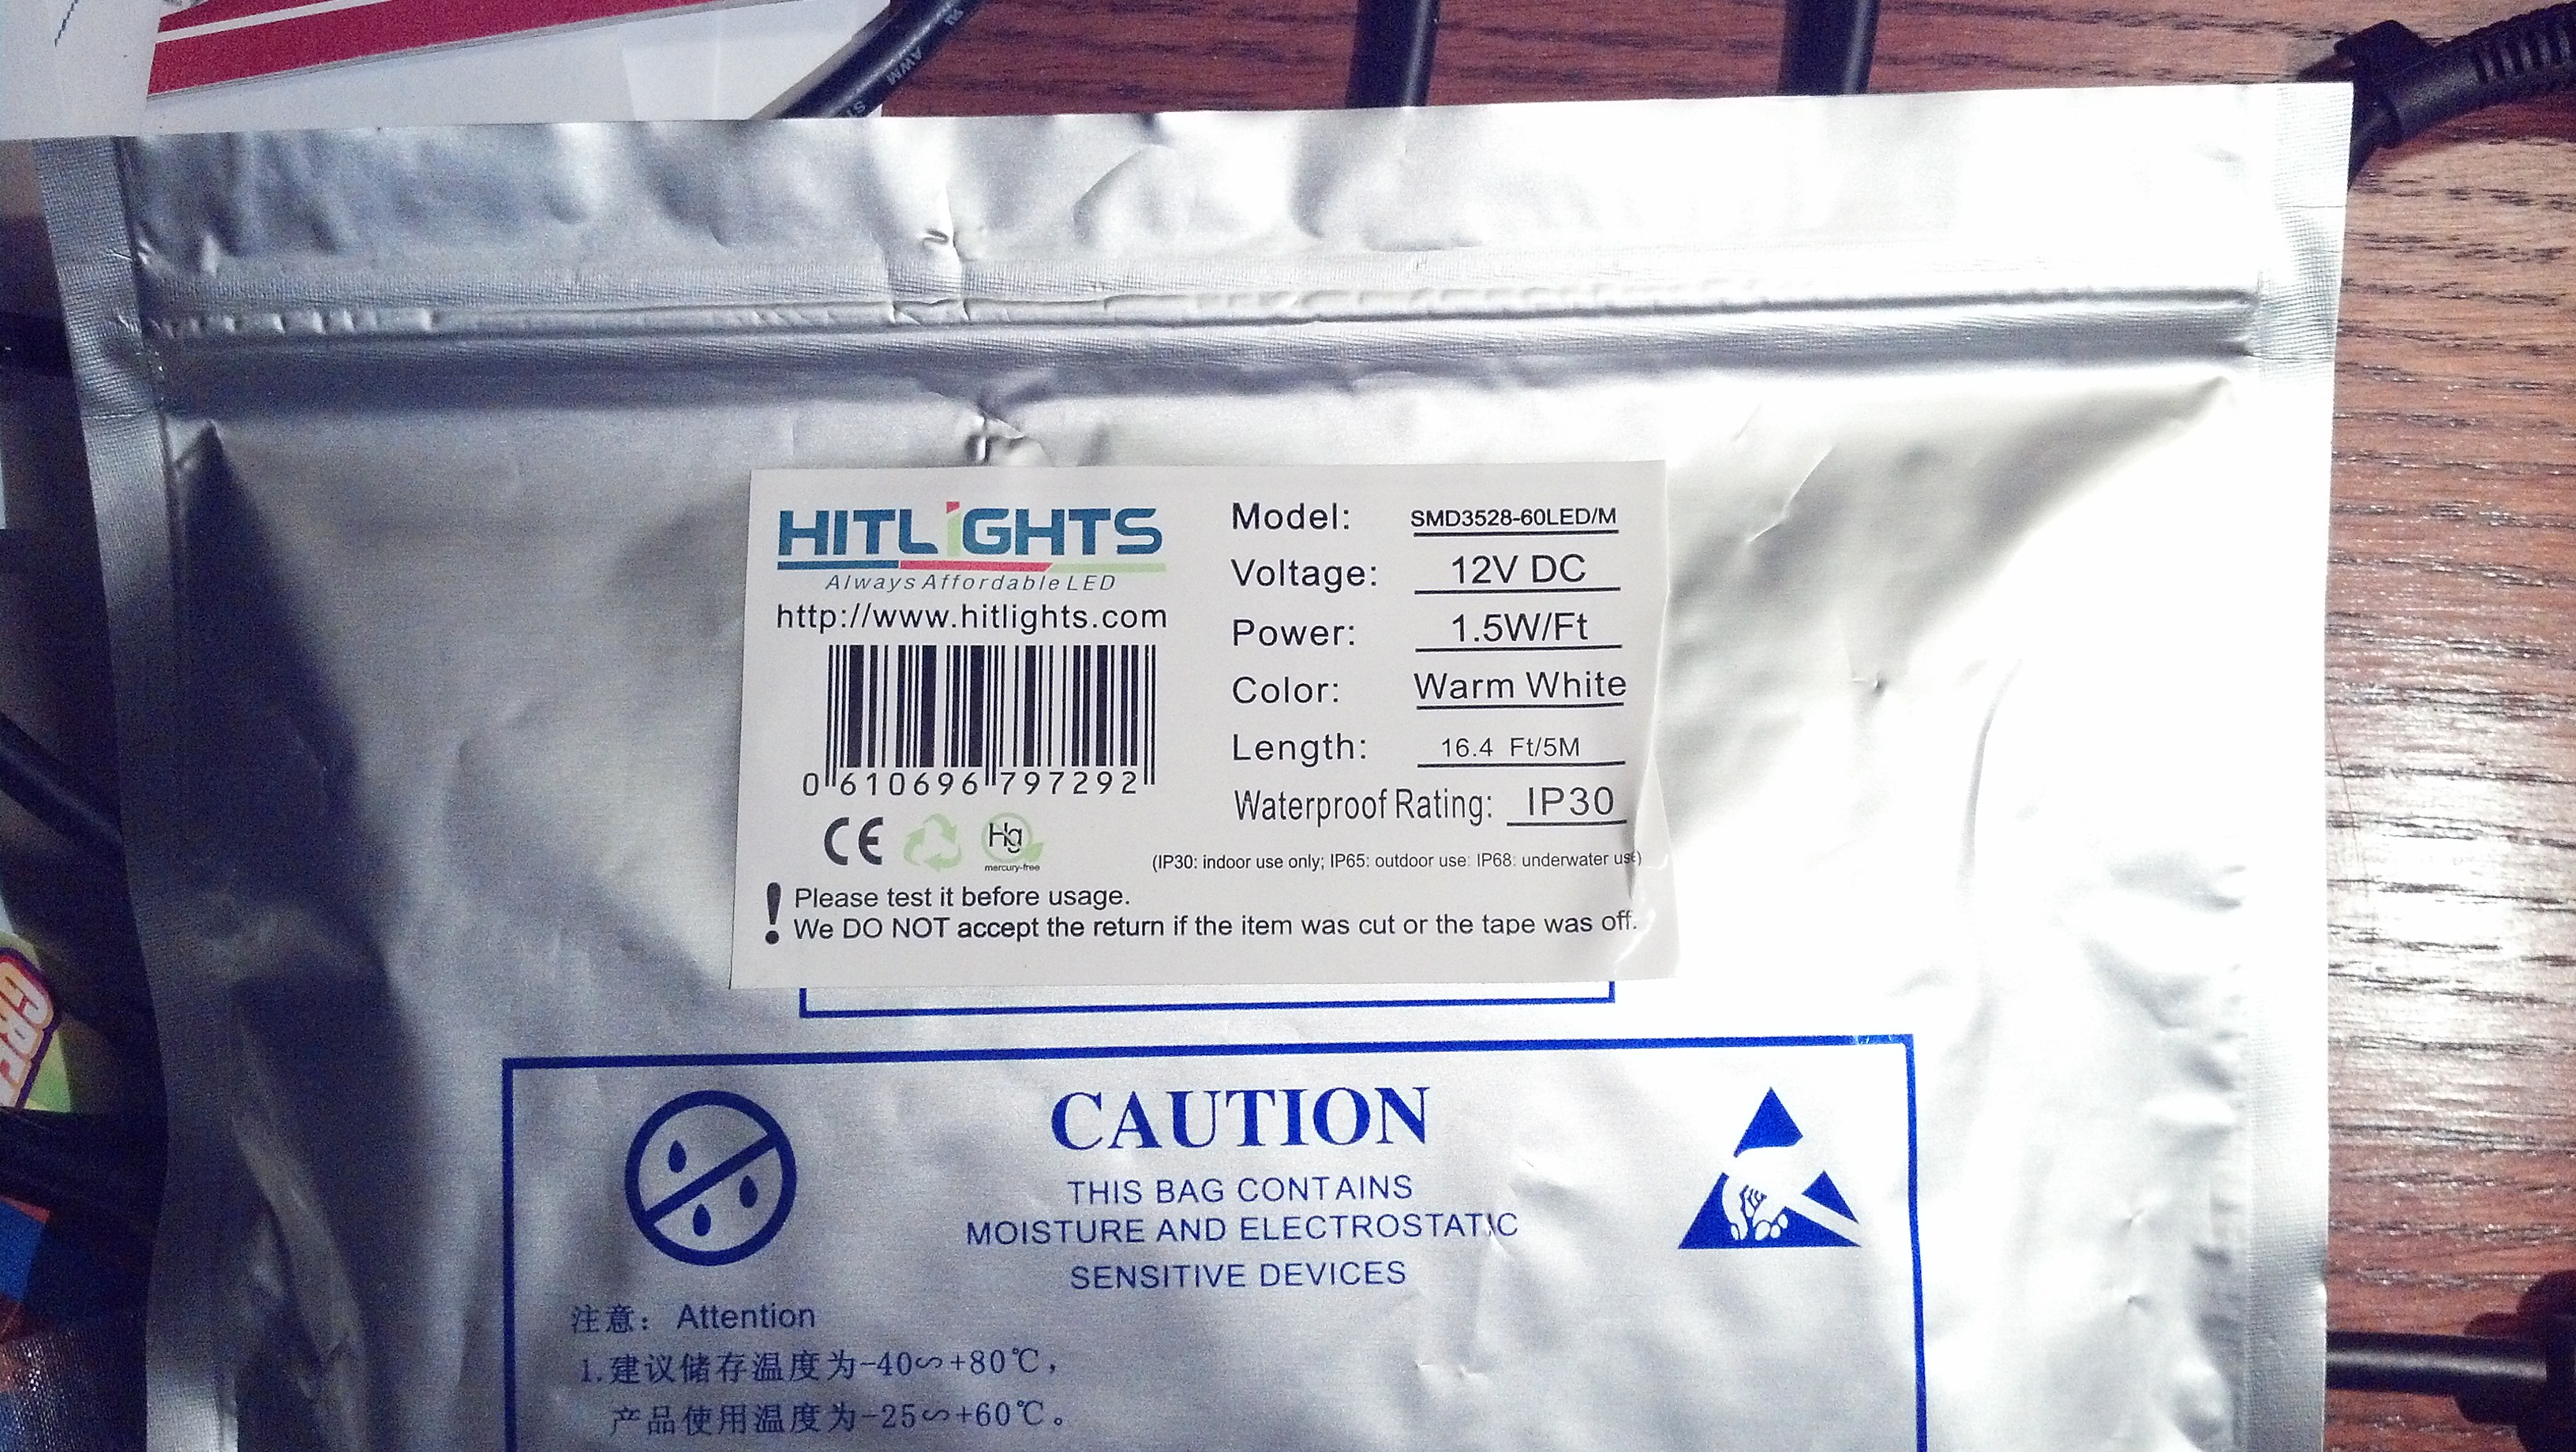 AWM
HITLiGHTS
Always Affordable LED
http://www.hitlights.com
0 610696 797292
CE
Hg
mercury-free
Model: SMD3528-60LED/M
Voltage: 12V DC
Power: 1.5W/Ft
Color: Warm White
Length: 16.4 Ft/5M
Waterproof Rating: IP30
(IP30: indoor use only; IP65: outdoor use: IP68: underwater use)
! Please test it before usage.
We DO NOT accept the return if the item was cut or the tape was off.
CAUTION
THIS BAG CONTAINS
MOISTURE AND ELECTROSTATIC
SENSITIVE DEVICES
注意： Attention
1.建议储存温度为-40∽+80℃，
产品使用温度为-25∽+60℃。